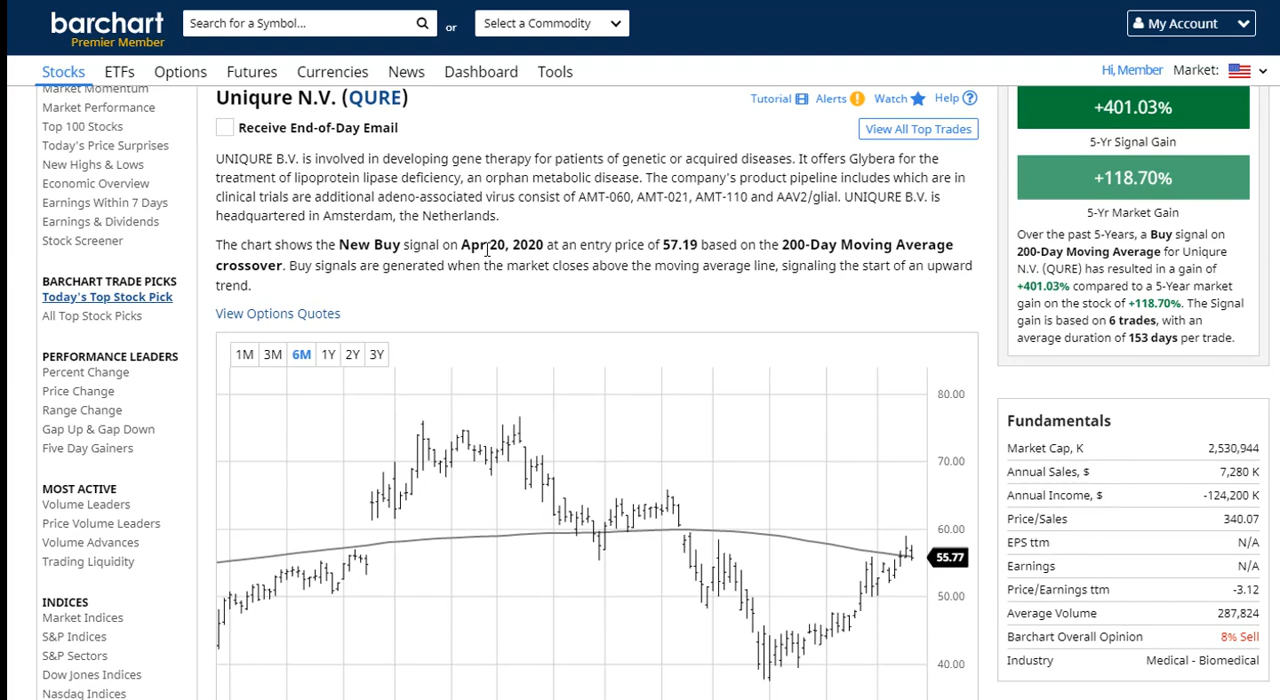 barchart
Premier Member
Search for a Symbol...
or
Select a Commodity
My Account
Stocks ETFs Options Futures Currencies News Dashboard Tools
Hi, Member Market:
Market Momentum
Market Performance
Top 100 Stocks
Today's Price Surprises
New Highs & Lows
Economic Overview
Earnings Within 7 Days
Earnings & Dividends
Stock Screener
BARCHART TRADE PICKS
Today's Top Stock Pick
All Top Stock Picks
PERFORMANCE LEADERS
Percent Change
Price Change
Range Change
Gap Up & Gap Down
Five Day Gainers
MOST ACTIVE
Volume Leaders
Price Volume Leaders
Volume Advances
Trading Liquidity
INDICES
Market Indices
S&P Indices
S&P Sectors
Dow Jones Indices
Nasdaq Indices
Uniqure N.V. (QURE)
Tutorial Alerts Watch Help
Receive End-of-Day Email
View All Top Trades
UNIQURE B.V. is involved in developing gene therapy for patients of genetic or acquired diseases. It offers Glybera for the
treatment of lipoprotein lipase deficiency, an orphan metabolic disease. The company's product pipeline includes which are in
clinical trials are additional adeno-associated virus consist of AMT-060, AMT-021, AMT-110 and AAV2/glial. UNIQURE B.V. is
headquartered in Amsterdam, the Netherlands.
The chart shows the New Buy signal on Apr 20, 2020 at an entry price of 57.19 based on the 200-Day Moving Average
crossover. Buy signals are generated when the market closes above the moving average line, signaling the start of an upward
trend.
View Options Quotes
1M 3M 6M 1Y 2Y 3Y
80.00
70.00
60.00
55.77
50.00
40.00
+401.03%
5-Yr Signal Gain
+118.70%
5-Yr Market Gain
Over the past 5-Years, a Buy signal on
200-Day Moving Average for Uniqure
N.V. (QURE) has resulted in a gain of
+401.03% compared to a 5-Year market
gain on the stock of +118.70%. The Signal
gain is based on 6 trades, with an
average duration of 153 days per trade.
Fundamentals
Market Cap, K 2,530,944
Annual Sales, $ 7,280 K
Annual Income, $ -124,200 K
Price/Sales 340.07
EPS ttm N/A
Earnings N/A
Price/Earnings ttm -3.12
Average Volume 287,824
Barchart Overall Opinion 8% Sell
Industry Medical - Biomedical